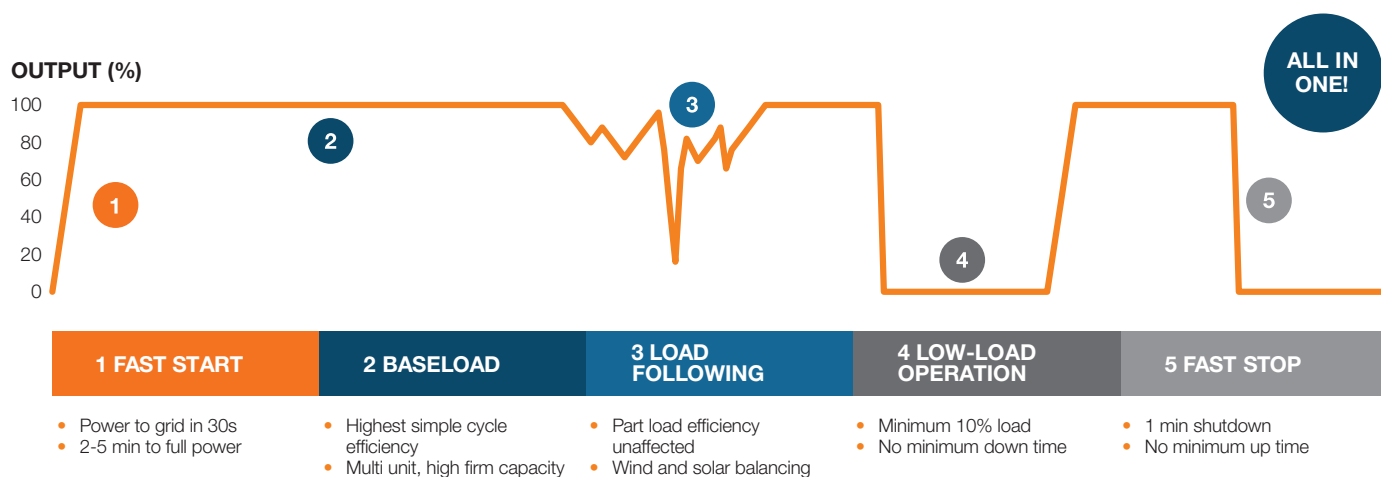 OUTPUT (%)
ALL IN
ONE!
100
80
60
40
20
0
1
2
3
4
5
1 FAST START
2 BASELOAD
3 LOAD
FOLLOWING
4 LOW-LOAD
OPERATION
5 FAST STOP
• Power to grid in 30s
• 2-5 min to full power
• Highest simple cycle
efficiency
• Multi unit, high firm capacity
• Part load efficiency
unaffected
• Wind and solar balancing
• Minimum 10% load
• No minimum down time
• 1 min shutdown
• No minimum up time